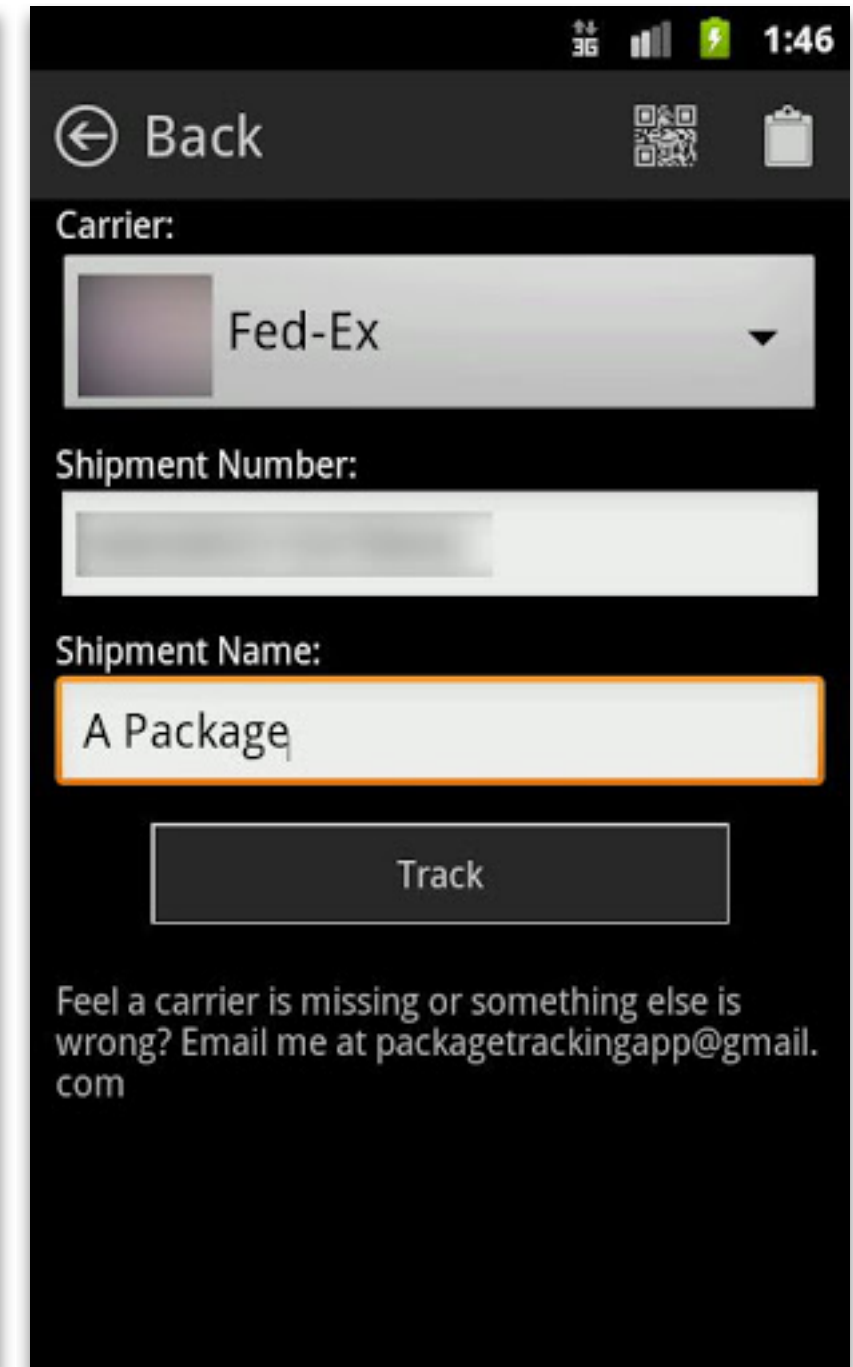 3G 1:46
Back
Carrier:
Fed-Ex
Shipment Number:
Shipment Name:
A Package
Track
Feel a carrier is missing or something else is
wrong? Email me at packagetrackingapp@gmail.
com